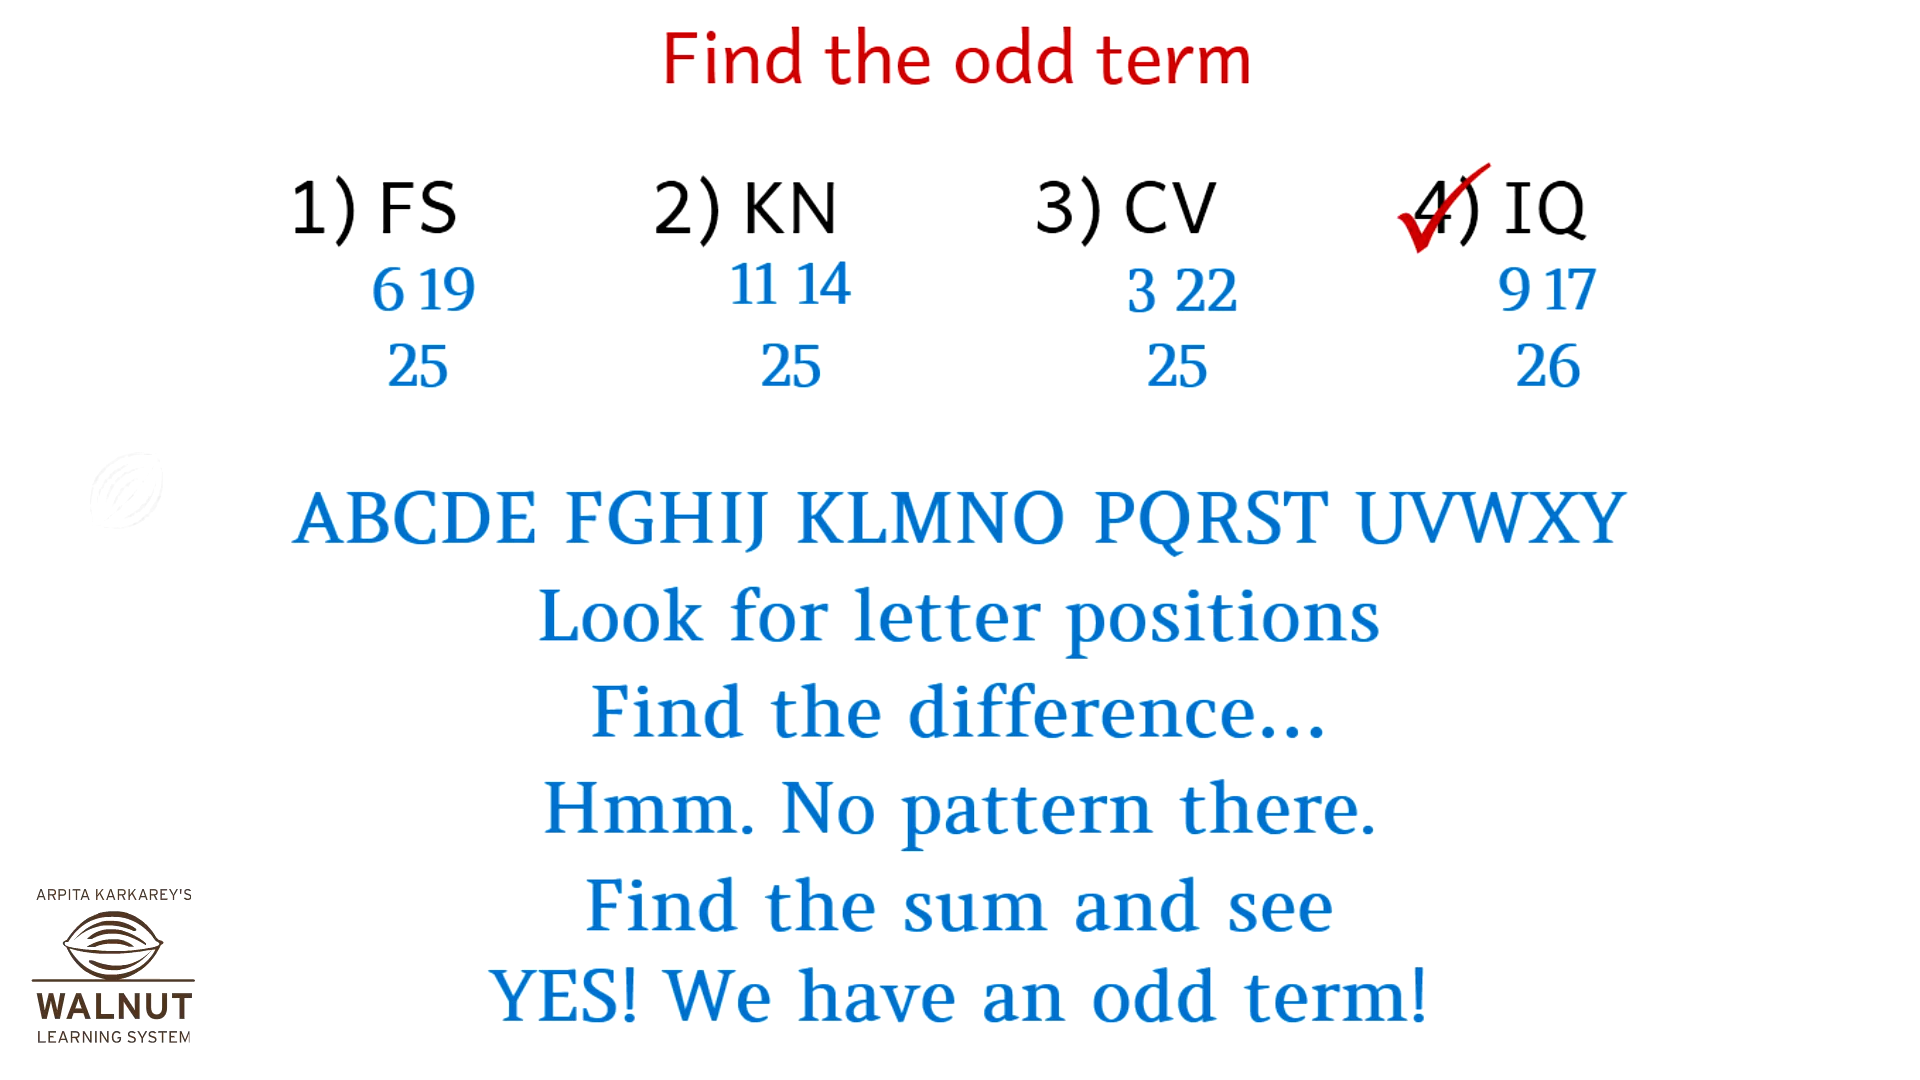 Find the odd term
1) FS 2) KN 3) CV 4) IQ
6 19 11 14 3 22 9 17
25 25 25 26
ABCDE FGHIJ KLMNO PQRST UVWXY
Look for letter positions
Find the difference...
Hmm. No pattern there.
Find the sum and see
YES! We have an odd term!
ARPITA KARKAREY'S
WALNUT
LEARNING SYSTEM